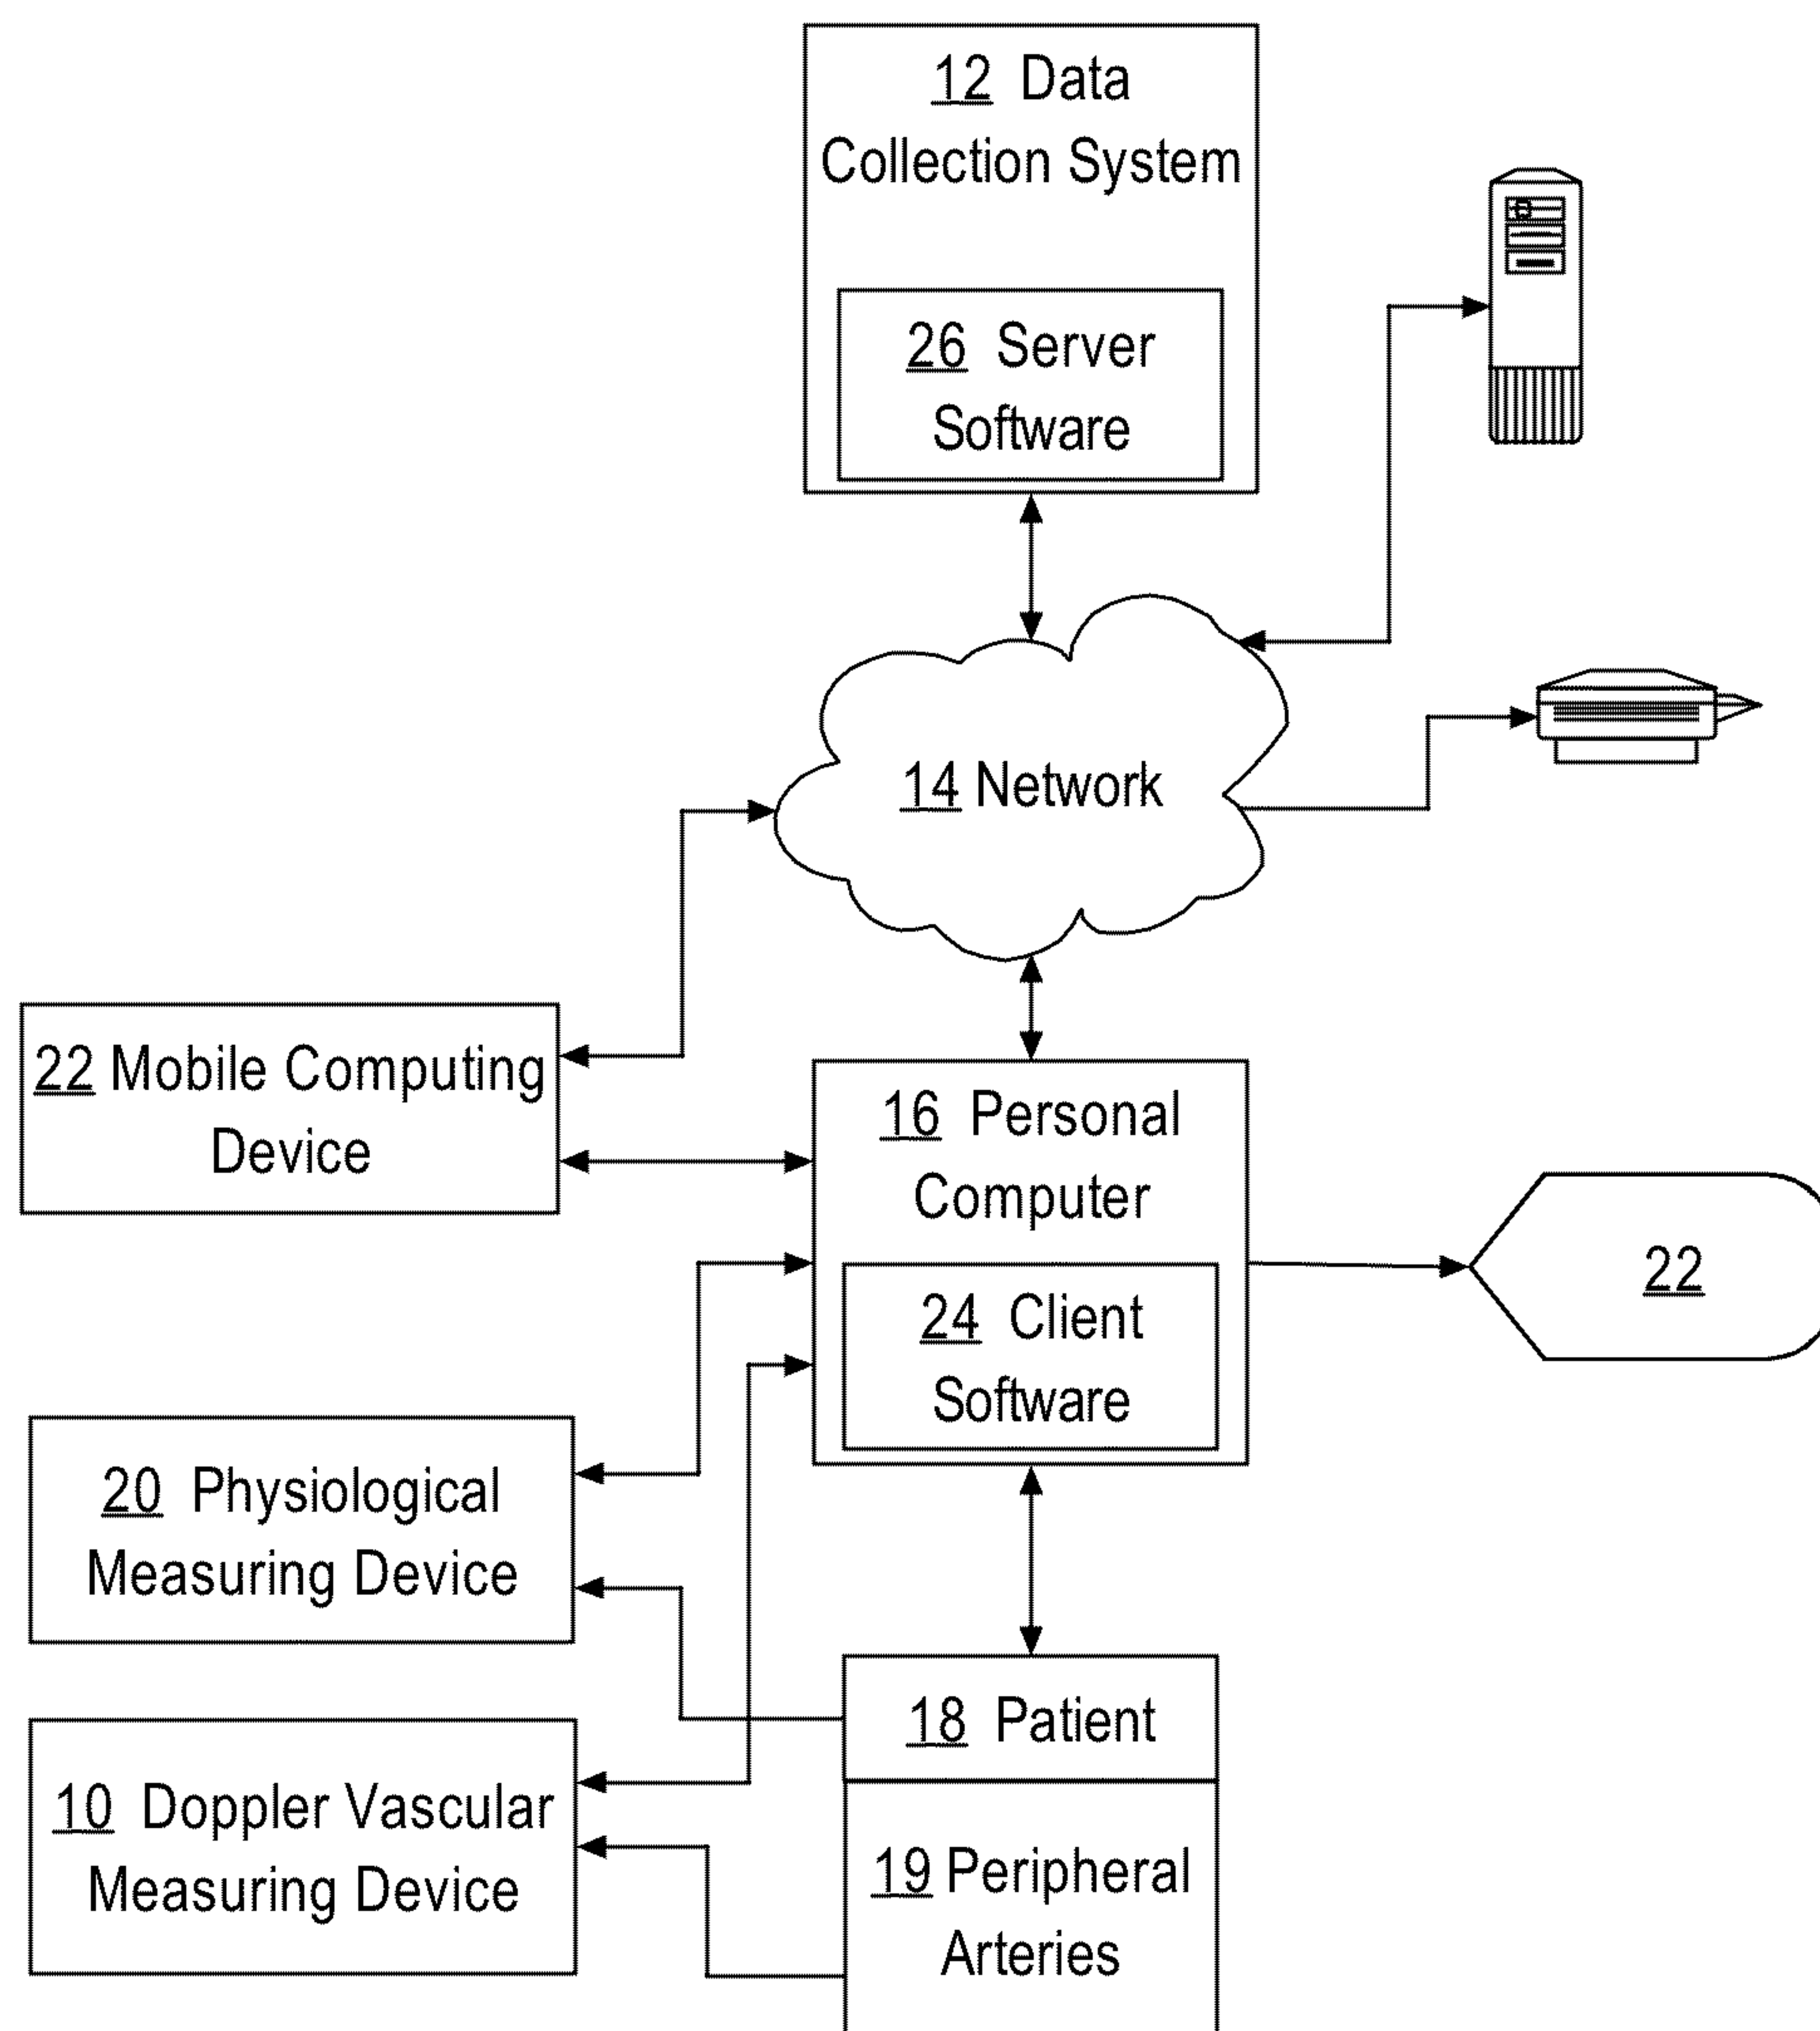 12 Data
Collection System
26 Server
Software
14 Network
22 Mobile Computing
Device
16 Personal
Computer
24 Client
Software
22
20 Physiological
Measuring Device
18 Patient
10 Doppler Vascular
Measuring Device
19 Peripheral
Arteries